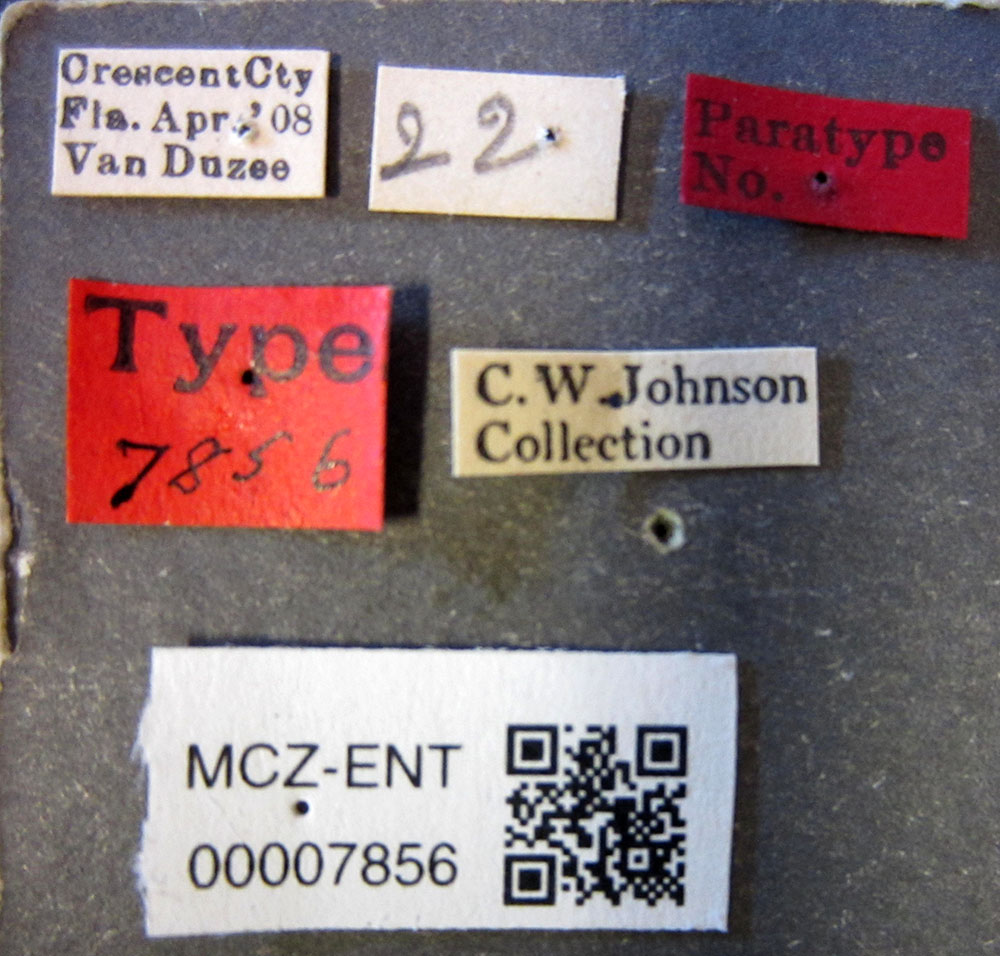 CrescentCty
Fla. Apr. '08
Van Duzee
22
Paratype
No.
Type
7856
C. W. Johnson
Collection
MCZ-ENT
00007856